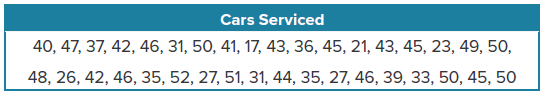 Cars Serviced
40, 47, 37, 42, 46, 31, 50, 41, 17, 43, 36, 45, 21, 43, 45, 23, 49, 50,
48, 26, 42, 46, 35, 52, 27, 51, 31, 44, 35, 27, 46, 39, 33, 50, 45, 50